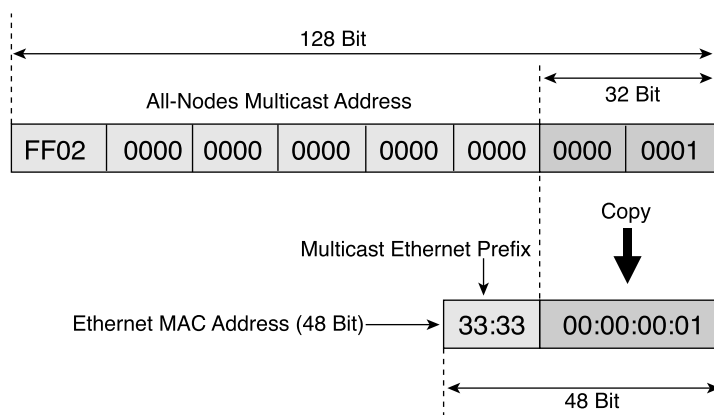 128 Bit
32 Bit
All-Nodes Multicast Address
FF02 0000 0000 0000 0000 0000 0000 0001
Copy
Multicast Ethernet Prefix
Ethernet MAC Address (48 Bit) 33:33 00:00:00:01
48 Bit